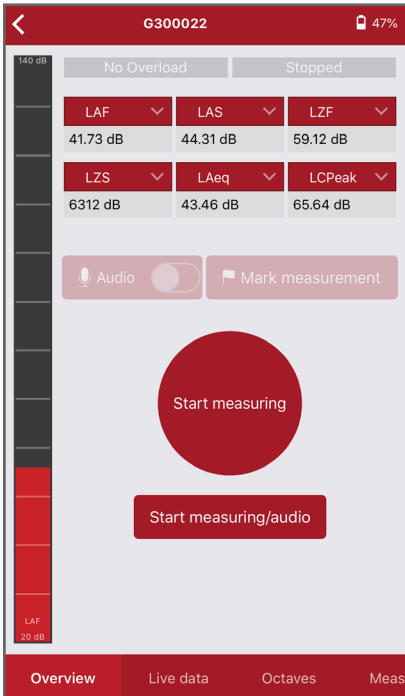 G300022 47%
140 dB
No Overload Stopped
LAF LAS LZF
41.73 dB 44.31 dB 59.12 dB
LZS LAeq LCPeak
6312 dB 43.46 dB 65.64 dB
Audio Mark measurement
Start measuring
Start measuring/audio
LAF
20 dB
Overview Live data Octaves Meas